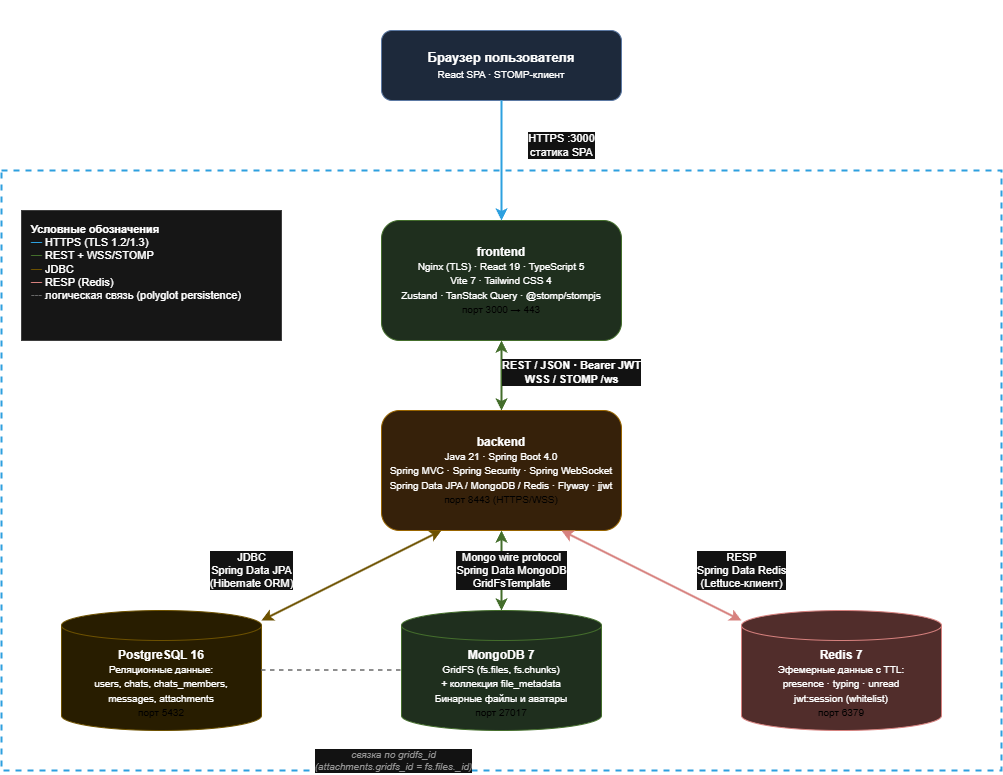 Браузер пользователя
React SPA · STOMP-клиент
HTTPS :3000
статика SPA
Условные обозначения
— HTTPS (TLS 1.2/1.3)
— REST + WSS/STOMP
— JDBC
— RESP (Redis)
--- логическая связь (polyglot persistence)
frontend
Nginx (TLS) · React 19 · TypeScript 5
Vite 7 · Tailwind CSS 4
Zustand · TanStack Query · @stomp/stompjs
порт 3000 → 443
REST / JSON · Bearer JWT
WSS / STOMP /ws
backend
Java 21 · Spring Boot 4.0
Spring MVC · Spring Security · Spring WebSocket
Spring Data JPA / MongoDB / Redis · Flyway · jjwt
порт 8443 (HTTPS/WSS)
JDBC
Spring Data JPA
(Hibernate ORM)
Mongo wire protocol
Spring Data MongoDB
GridFsTemplate
RESP
Spring Data Redis
(Lettuce-клиент)
PostgreSQL 16
Реляционные данные:
users, chats, chats_members,
messages, attachments
порт 5432
MongoDB 7
GridFS (fs.files, fs.chunks)
+ коллекция file_metadata
Бинарные файлы и аватары
порт 27017
Redis 7
Эфемерные данные с TTL:
presence · typing · unread
jwt:session (whitelist)
порт 6379
связка по gridfs_id
(attachments.gridfs_id = fs.files._id)